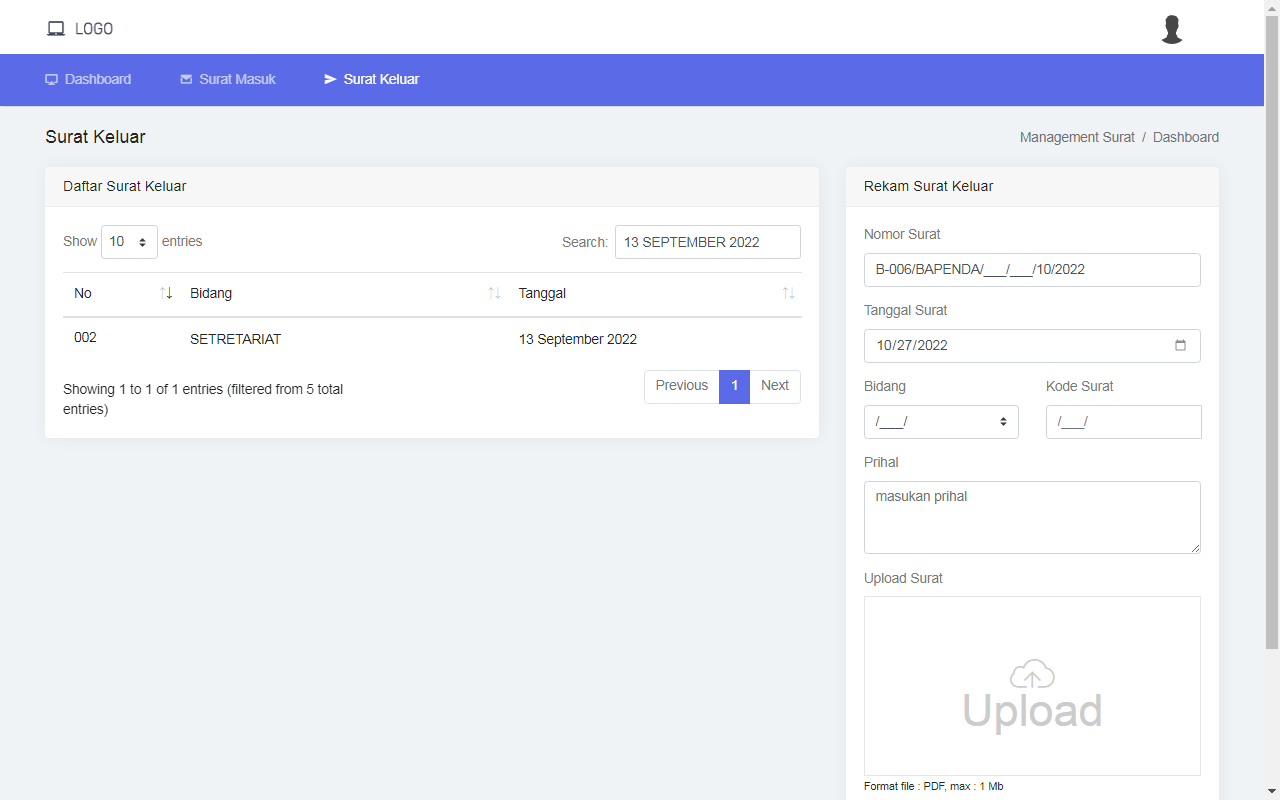 LOGO
Dashboard
Surat Masuk
Surat Keluar
Surat Keluar
Management Surat / Dashboard
Daftar Surat Keluar
Show 10 entries
Search: 13 SEPTEMBER 2022
No
Bidang
Tanggal
002
SETRETARIAT
13 September 2022
Showing 1 to 1 of 1 entries (filtered from 5 total
entries)
Previous
1
Next
Rekam Surat Keluar
Nomor Surat
B-006/BAPENDA/___/___/10/2022
Tanggal Surat
10/27/2022
Bidang
Kode Surat
/___/
/___/
Prihal
masukan prihal
Upload Surat
Upload
Format file : PDF, max : 1 Mb